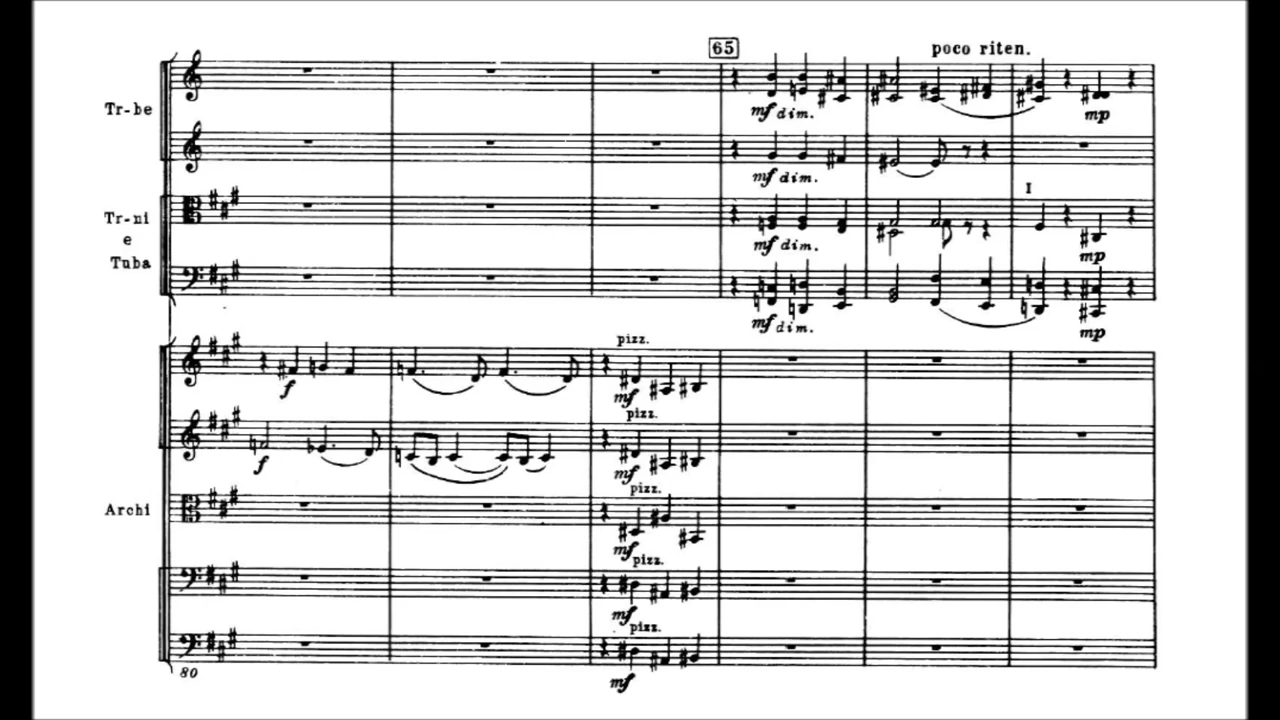 65
poco riten.
Tr-be
mf dim.
mp
mf dim.
I
Tr-ni
e
Tuba
mf dim.
mp
mf dim.
mp
pizz.
f
mf
pizz.
f
mf
pizz.
Archi
mf
pizz.
mf
pizz.
mf
80